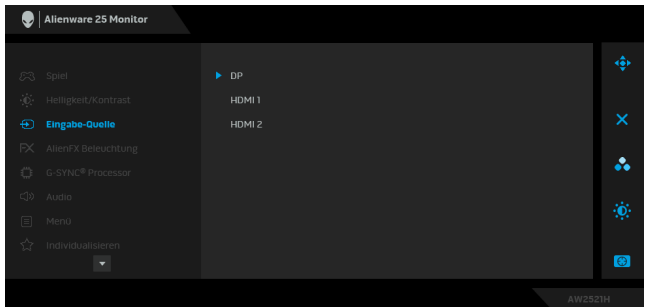 Alienware 25 Monitor
Spiel
Helligkeit/Kontrast
Eingabe-Quelle
AlienFX Beleuchtung
G-SYNC® Processor
Audio
Menü
Individualisieren
DP
HDMI 1
HDMI 2
AW2521H